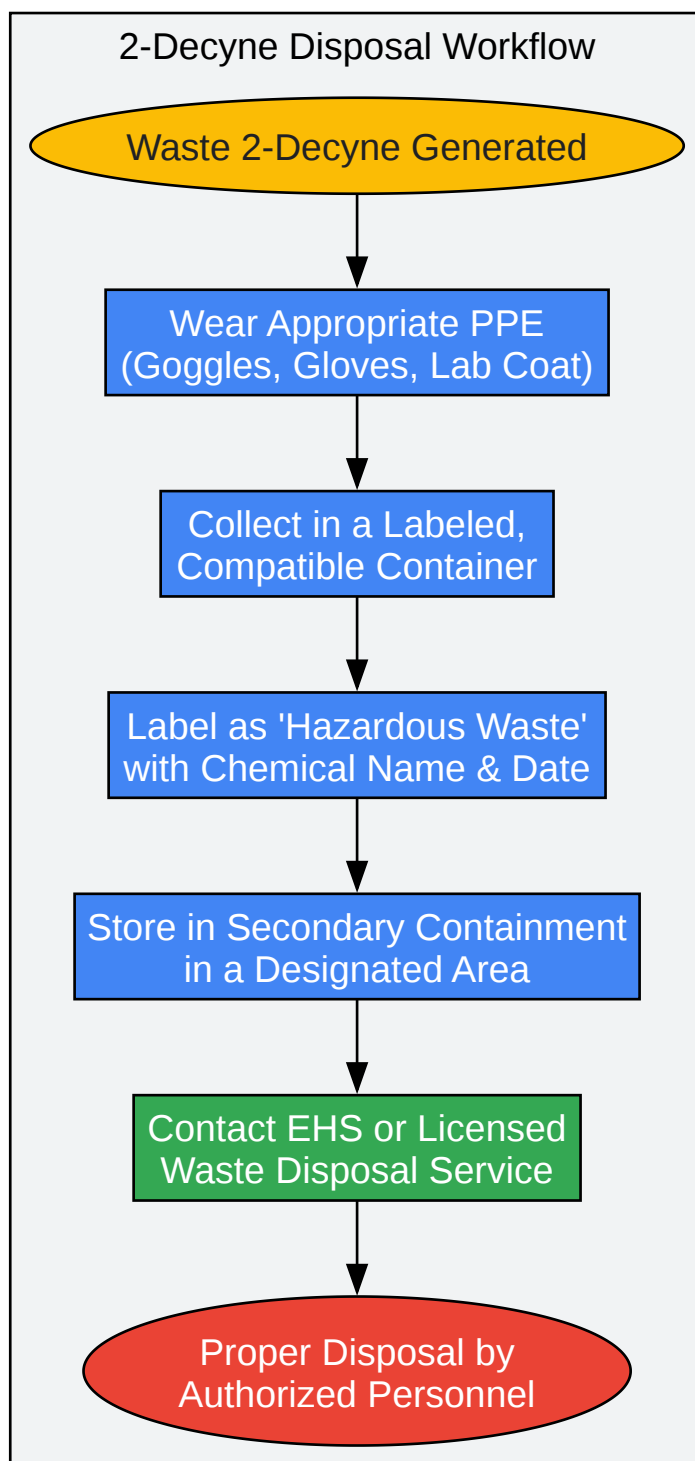 2-Decyne Disposal Workflow
Waste 2-Decyne Generated
Wear Appropriate PPE
(Goggles, Gloves, Lab Coat)
Collect in a Labeled,
Compatible Container
Label as 'Hazardous Waste'
with Chemical Name & Date
Store in Secondary Containment
in a Designated Area
Contact EHS or Licensed
Waste Disposal Service
Proper Disposal by
Authorized Personnel